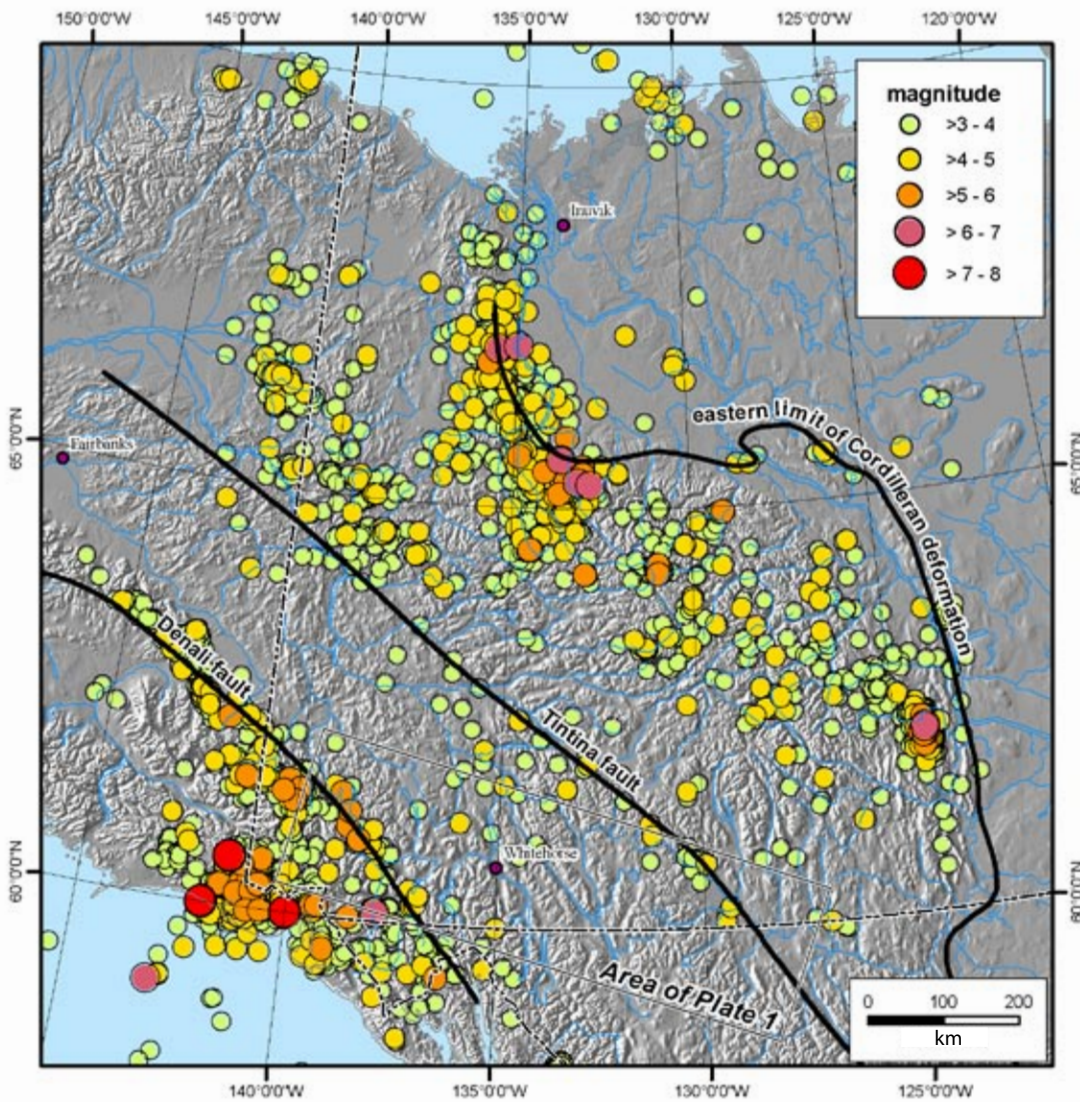 150°0'0"W 145°0'0"W 140°0'0"W 135°0'0"W 130°0'0"W 125°0'0"W 120°0'0"W
magnitude
>3 - 4
>4 - 5
>5 - 6
> 6 - 7
> 7 - 8
Inuvik
eastern limit of Cordilleran deformation
65°0'0"N
Fairbanks
65°0'0"N
Denali fault
Tintina fault
Whitehorse
60°0'0"N
60°0'0"N
Area of Plate 1
0 100 200
km
140°0'0"W 135°0'0"W 130°0'0"W 125°0'0"W